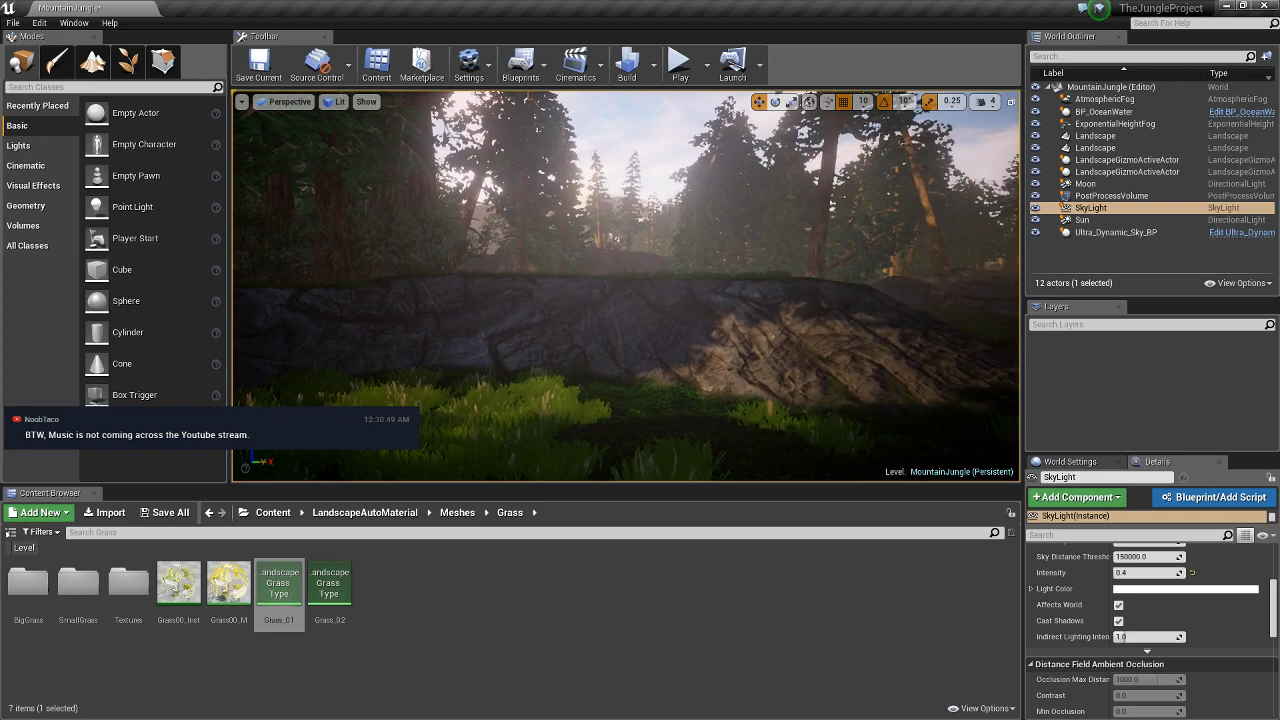 MountainJungle*
TheJungleProject
File Edit Window Help
Search For Help
Modes
Toolbar
World Outliner
Search Classes
Save Current
Source Control
Content
Marketplace
Settings
Blueprints
Cinematics
Build
Play
Launch
Search
Label
Type
Recently Placed
Basic
Lights
Cinematic
Visual Effects
Geometry
Volumes
All Classes
Empty Actor
Empty Character
Empty Pawn
Point Light
Player Start
Cube
Sphere
Cylinder
Cone
Box Trigger
Perspective
Lit
Show
10
10°
0.25
4
MountainJungle (Editor) World
AtmosphericFog AtmosphericFog
BP_OceanWater Edit BP_OceanWa
ExponentialHeightFog ExponentialHeight
Landscape Landscape
Landscape Landscape
LandscapeGizmoActiveActor LandscapeGizmo
LandscapeGizmoActiveActor LandscapeGizmo
Moon DirectionalLight
PostProcessVolume PostProcessVolum
SkyLight SkyLight
Sun DirectionalLight
Ultra_Dynamic_Sky_BP Edit Ultra_Dynam
12 actors (1 selected)
View Options
Layers
Search Layers
NoobTaco
12:30:49 AM
BTW, Music is not coming across the Youtube stream.
Level: MountainJungle (Persistent)
World Settings
Details
SkyLight
+Add Component
Blueprint/Add Script
SkyLight(Instance)
Search
Sky Distance Thresho 150000.0
Intensity 0.4
Light Color
Affects World
Cast Shadows
Indirect Lighting Inten 1.0
Distance Field Ambient Occlusion
Occlusion Max Distan 1000.0
Contrast 0.0
Min Occlusion 0.0
Content Browser
Add New
Import
Save All
Content
LandscapeAutoMaterial
Meshes
Grass
Filters
Search Grass
Level
andscape Grass Type
andscape Grass Type
BigGrass
SmallGrass
Textures
Grass00_Inst
Grass00_M
Grass_01
Grass_02
7 items (1 selected)
View Options